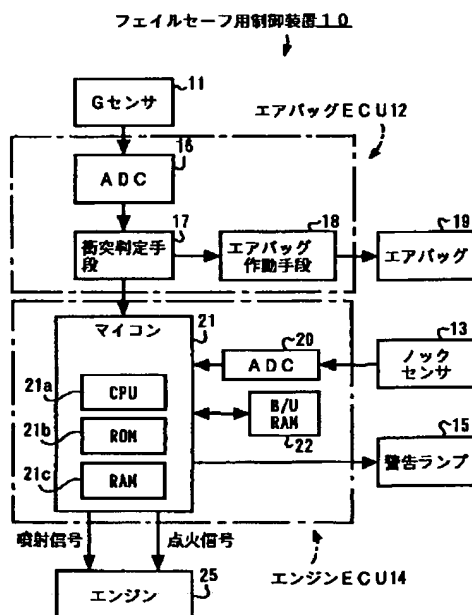 フェイルセーフ用制御装置10
11
Gセンサ
エアバッグECU12
16
ADC
17
衝突判定手段
18
エアバッグ
作動手段
19
エアバッグ
マイコン
21
20
ADC
13
ノック
センサ
21a
CPU
B/U
RAM
22
21b
ROM
15
警告ランプ
21c
RAM
噴射信号
点火信号
25
エンジン
エンジンECU14